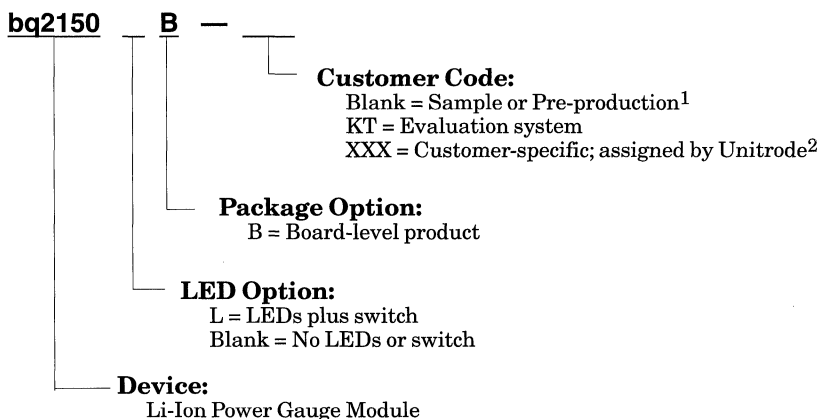 bq2150 _ B — ___
Customer Code:
Blank = Sample or Pre-production1
KT = Evaluation system
XXX = Customer-specific; assigned by Unitrode2
Package Option:
B = Board-level product
LED Option:
L = LEDs plus switch
Blank = No LEDs or switch
Device:
Li-Ion Power Gauge Module